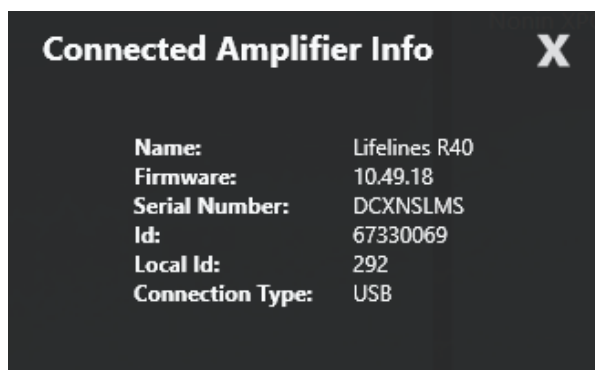 Connected Amplifier Info X
Name: Lifelines R40
Firmware: 10.49.18
Serial Number: DCXNSLMS
Id: 67330069
Local Id: 292
Connection Type: USB